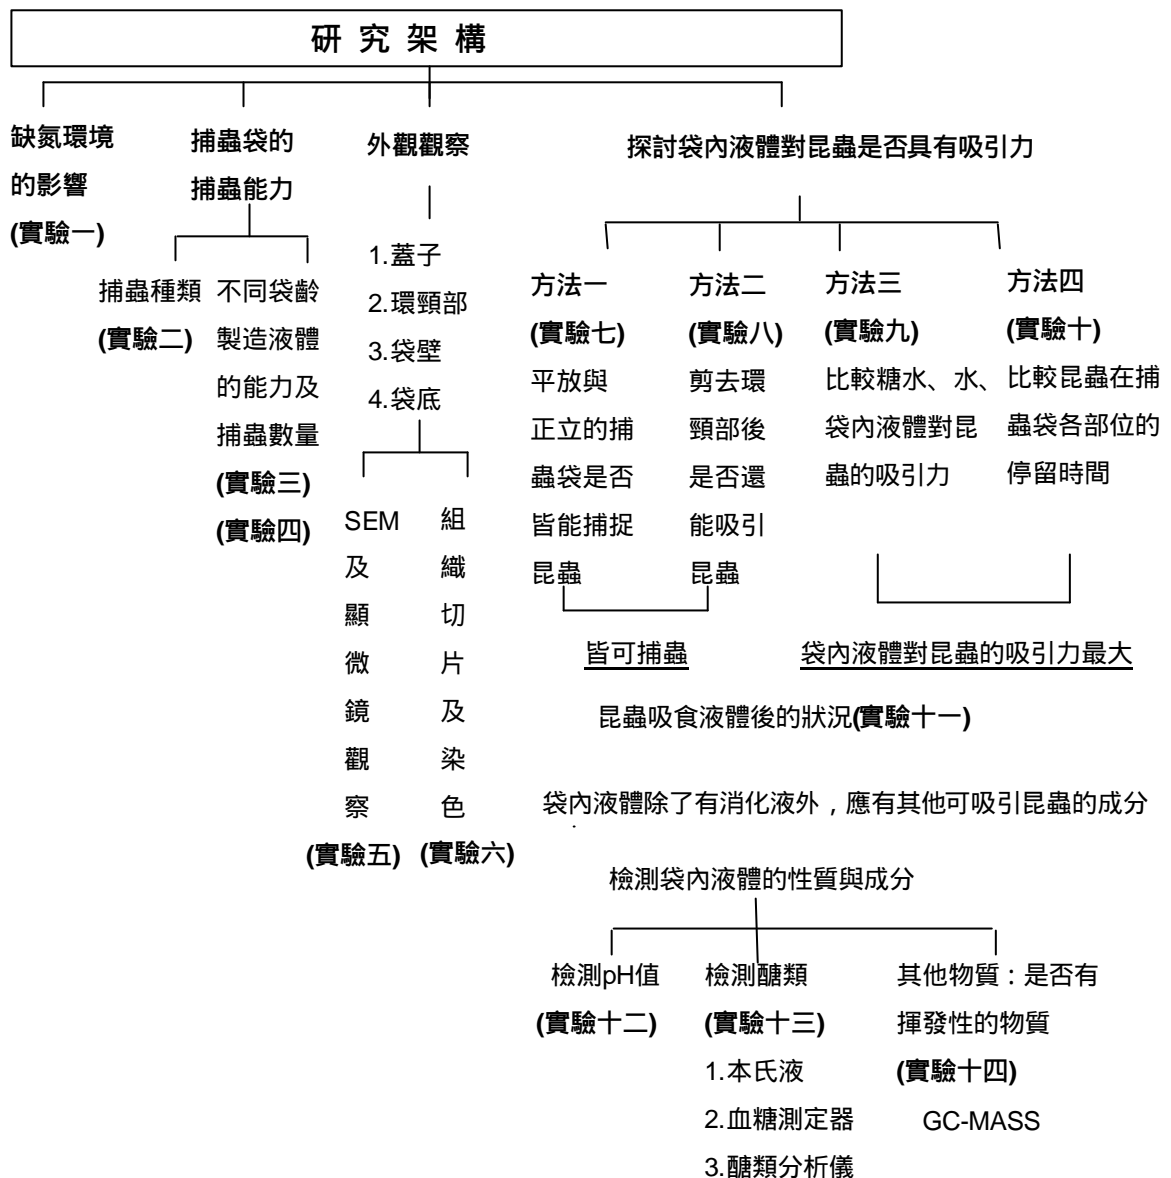 研 究 架 構
缺氮環境
的影響
(實驗一)
捕蟲袋的
捕蟲能力
捕蟲種類
(實驗二)
不同袋齡
製造液體
的能力及
捕蟲數量
(實驗三)
(實驗四)
外觀觀察
1.蓋子
2.環頸部
3.袋壁
4.袋底
SEM
及
顯
微
鏡
觀
察
(實驗五)
組
織
切
片
及
染
色
(實驗六)
探討袋內液體對昆蟲是否具有吸引力
方法一
(實驗七)
平放與
正立的捕
蟲袋是否
皆能捕捉
昆蟲
方法二
(實驗八)
剪去環
頸部後
是否還
能吸引
昆蟲
方法三
(實驗九)
比較糖水、水、
袋內液體對昆
蟲的吸引力
方法四
(實驗十)
比較昆蟲在捕
蟲袋各部位的
停留時間
皆可捕蟲
袋內液體對昆蟲的吸引力最大
昆蟲吸食液體後的狀況(實驗十一)
袋內液體除了有消化液外，應有其他可吸引昆蟲的成分
檢測袋內液體的性質與成分
檢測pH值
(實驗十二)
檢測醣類
(實驗十三)
1.本氏液
2.血糖測定器
3.醣類分析儀
其他物質：是否有
揮發性的物質
(實驗十四)
GC-MASS